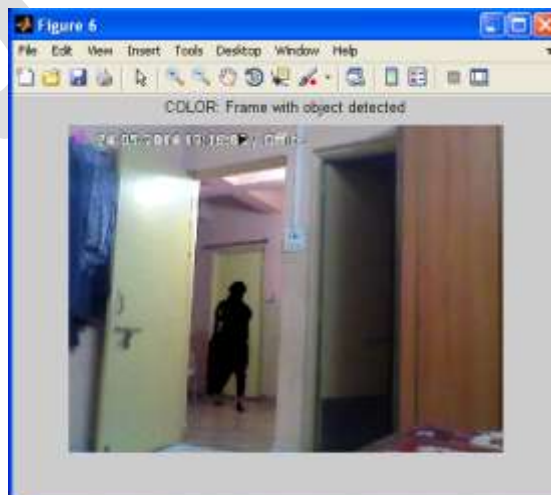 Figure 6
File Edit View Insert Tools Desktop Window Help
COLOR: Frame with object detected